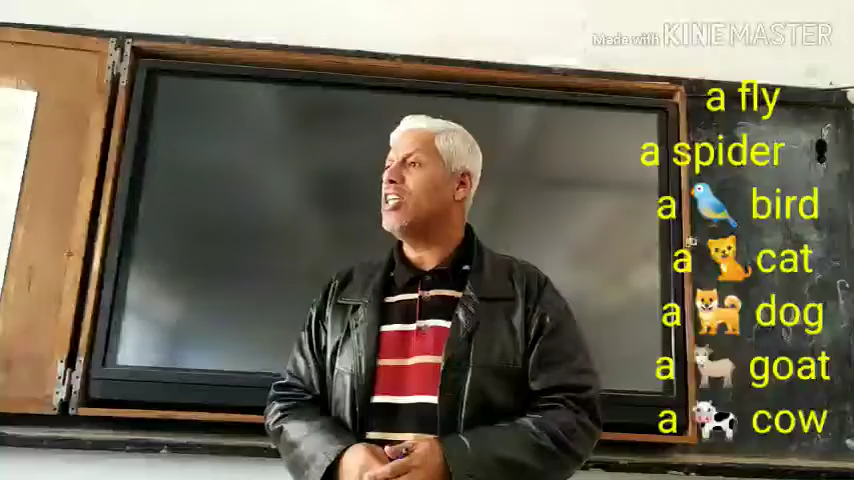 Made with KINEMASTER
a fly
a spider
a 🐦 bird
a 🐈 cat
a 🐕 dog
a 🐐 goat
a 🐄 cow